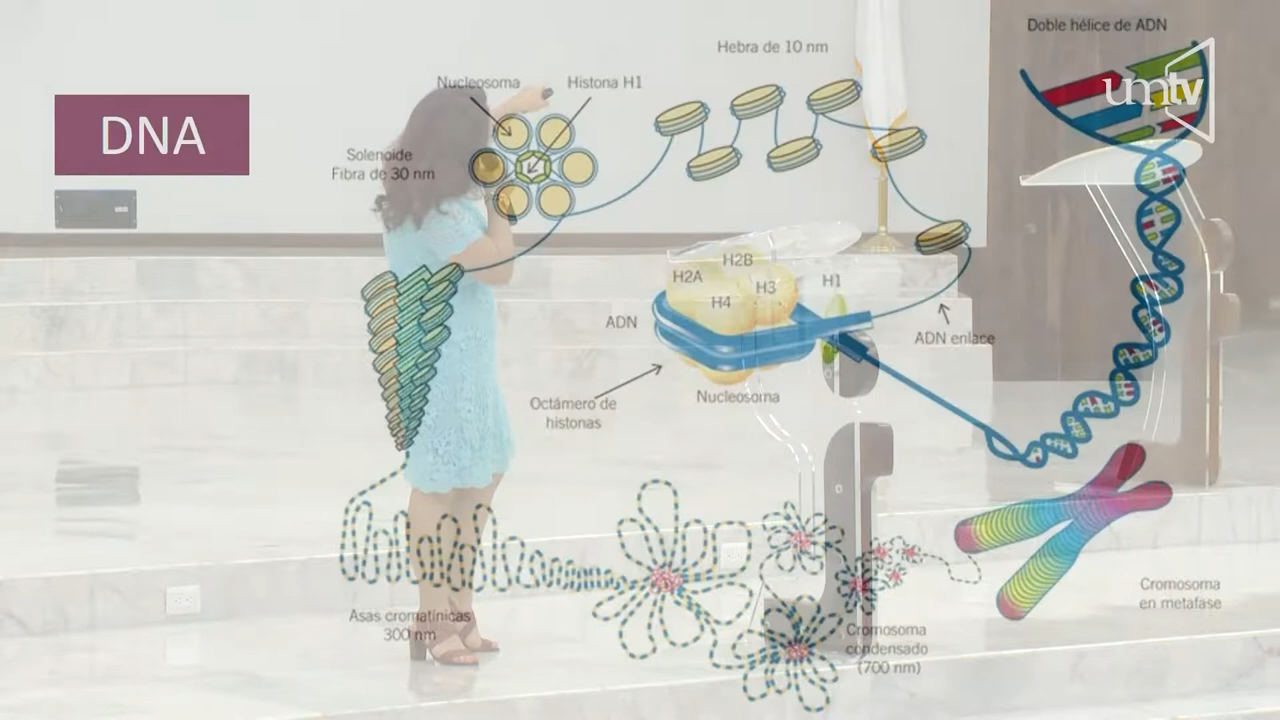 Doble hélice de ADN
Hebra de 10 nm
Nucleosoma
Histona H1
umtv
DNA
Solenoide
Fibra de 30 nm
H2B
H2A
H3
H1
H4
ADN
ADN enlace
Octámero de
histonas
Nucleosoma
Cromosoma
en metafase
Asas cromatínicas
300 nm
Cromosoma
condensado
(700 nm)